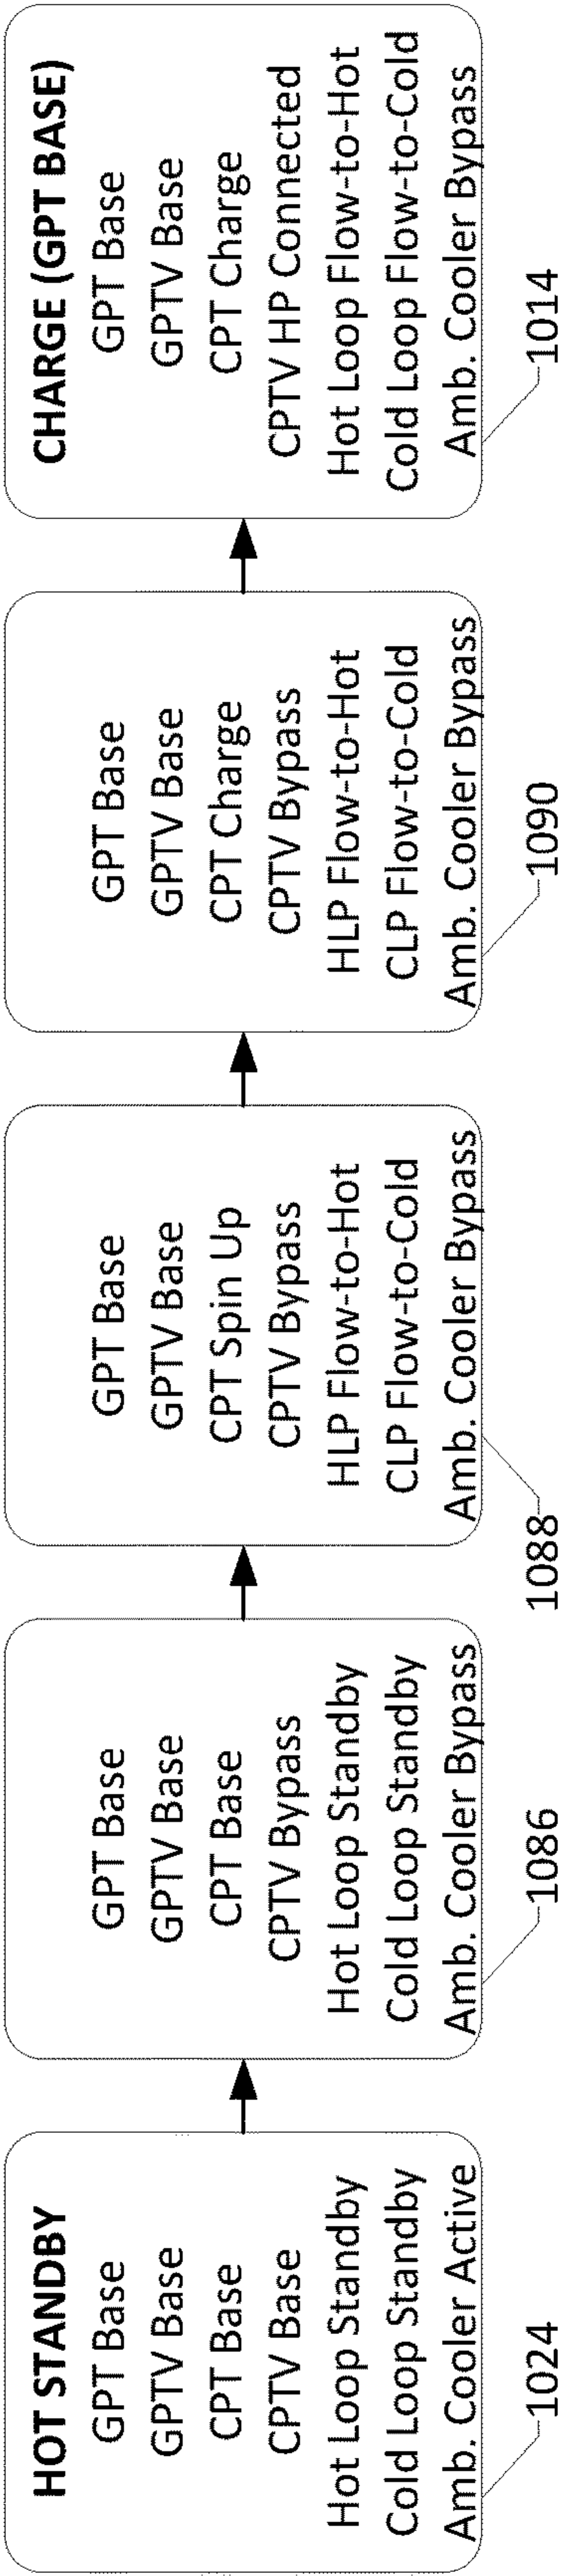 HOT STANDBY
GPT Base
GPTV Base
CPT Base
CPTV Base
Hot Loop Standby
Cold Loop Standby
Amb. Cooler Active
1024
GPT Base
GPTV Base
CPT Base
CPTV Bypass
Hot Loop Standby
Cold Loop Standby
Amb. Cooler Bypass
1086
GPT Base
GPTV Base
CPT Spin Up
CPTV Bypass
HLP Flow-to-Hot
CLP Flow-to-Cold
Amb. Cooler Bypass
1088
GPT Base
GPTV Base
CPT Charge
CPTV Bypass
HLP Flow-to-Hot
CLP Flow-to-Cold
Amb. Cooler Bypass
1090
CHARGE (GPT BASE)
GPT Base
GPTV Base
CPT Charge
CPTV HP Connected
Hot Loop Flow-to-Hot
Cold Loop Flow-to-Cold
Amb. Cooler Bypass
1014